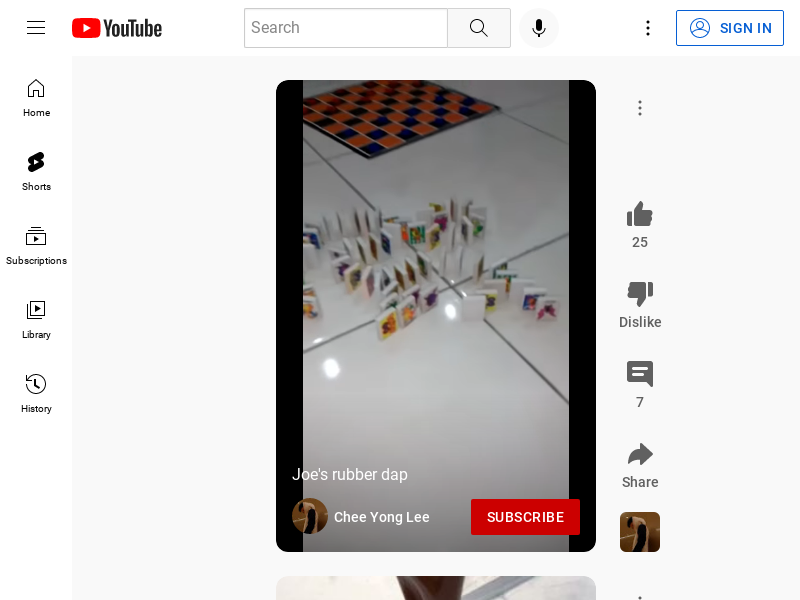 YouTube
Search
SIGN IN
Home
Shorts
Subscriptions
Library
History
25
Dislike
7
Share
Joe's rubber dap
Chee Yong Lee
SUBSCRIBE